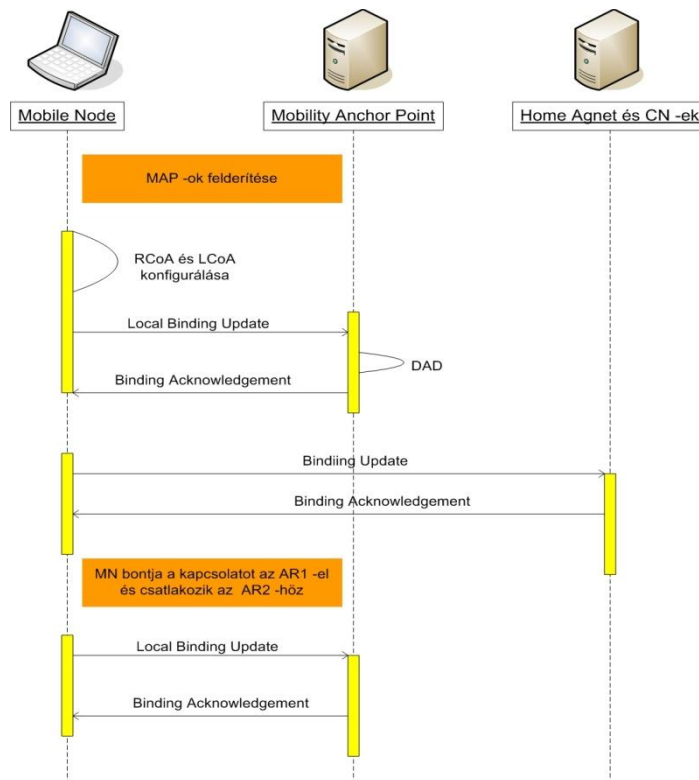 Mobile Node
Mobility Anchor Point
Home Agnet és CN -ek
MAP -ok felderítése
RCoA és LCoA
konfigurálása
Local Binding Update
DAD
Binding Acknowledgement
Bindiing Update
Binding Acknowledgement
MN bontja a kapcsolatot az AR1 -el
és csatlakozik az AR2 -höz
Local Binding Update
Binding Acknowledgement